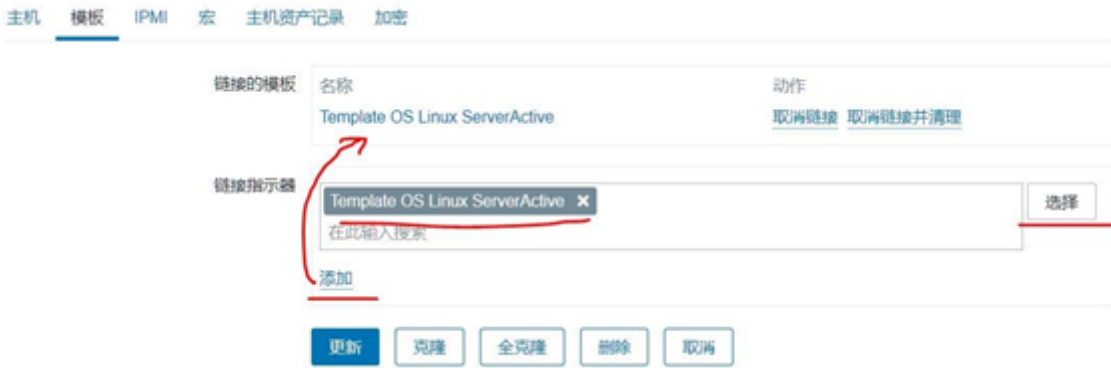 主机 模板 IPMI 宏 主机资产记录 加密
链接的模板 名称 动作
Template OS Linux ServerActive 取消链接 取消链接并清理
链接指示器 Template OS Linux ServerActive × 选择
在此输入搜索
添加
更新 克隆 全克隆 删除 取消